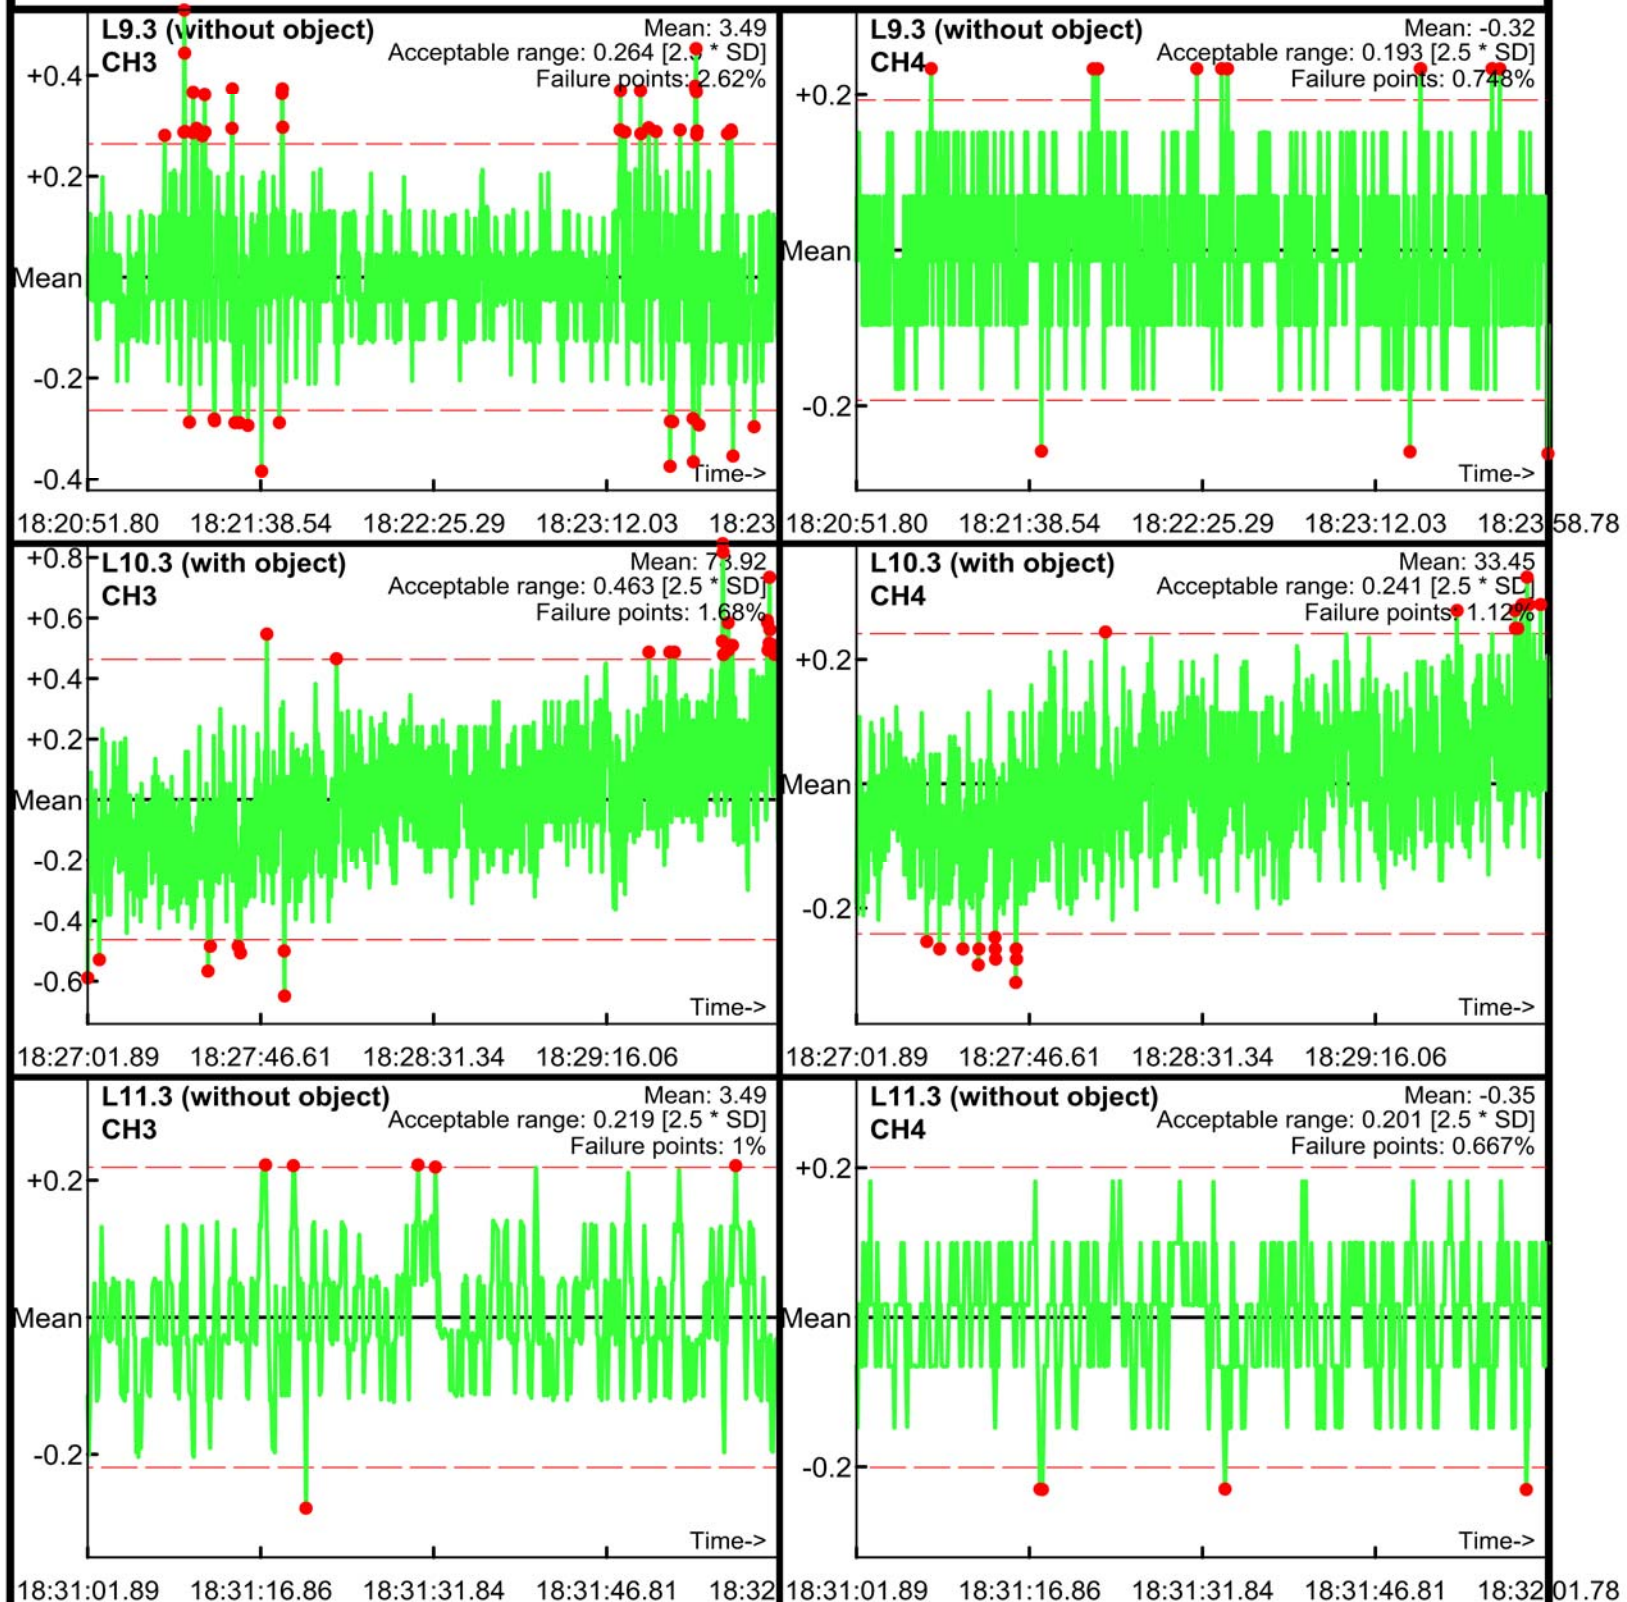 L9.3 (without object)
CH3
Mean: 3.49
Acceptable range: 0.264 [2.5 * SD]
Failure points: 2.62%
+0.4
+0.2
Mean
-0.2
-0.4
Time->
18:20:51.80 18:21:38.54 18:22:25.29 18:23:12.03 18:23
L9.3 (without object)
CH4
Mean: -0.32
Acceptable range: 0.193 [2.5 * SD]
Failure points: 0.748%
+0.2
Mean
-0.2
Time->
18:20:51.80 18:21:38.54 18:22:25.29 18:23:12.03 18:23:58.78
L10.3 (with object)
CH3
Mean: 73.92
Acceptable range: 0.463 [2.5 * SD]
Failure points: 1.68%
+0.8
+0.6
+0.4
+0.2
Mean
-0.2
-0.4
-0.6
Time->
18:27:01.89 18:27:46.61 18:28:31.34 18:29:16.06
L10.3 (with object)
CH4
Mean: 33.45
Acceptable range: 0.241 [2.5 * SD]
Failure points: 1.12%
+0.2
Mean
-0.2
Time->
18:27:01.89 18:27:46.61 18:28:31.34 18:29:16.06
L11.3 (without object)
CH3
Mean: 3.49
Acceptable range: 0.219 [2.5 * SD]
Failure points: 1%
+0.2
Mean
-0.2
Time->
18:31:01.89 18:31:16.86 18:31:31.84 18:31:46.81 18:32
L11.3 (without object)
CH4
Mean: -0.35
Acceptable range: 0.201 [2.5 * SD]
Failure points: 0.667%
+0.2
Mean
-0.2
Time->
18:31:01.89 18:31:16.86 18:31:31.84 18:31:46.81 18:32:01.78